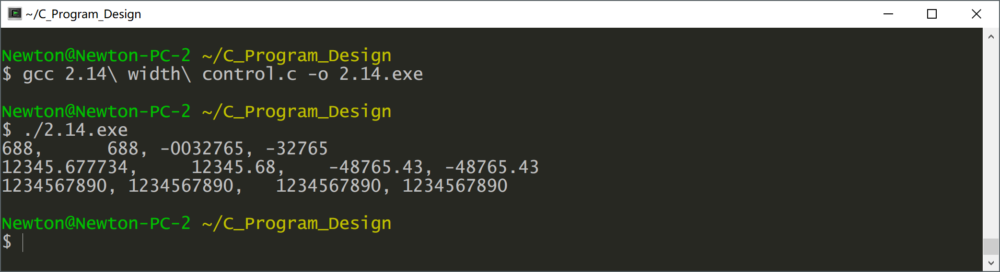 ~/C_Program_Design
Newton@Newton-PC-2 ~/C_Program_Design
$ gcc 2.14\ width\ control.c -o 2.14.exe
Newton@Newton-PC-2 ~/C_Program_Design
$ ./2.14.exe
688,      688, -0032765, -32765
12345.677734,     12345.68,    -48765.43, -48765.43
1234567890, 1234567890,   1234567890, 1234567890
Newton@Newton-PC-2 ~/C_Program_Design
$